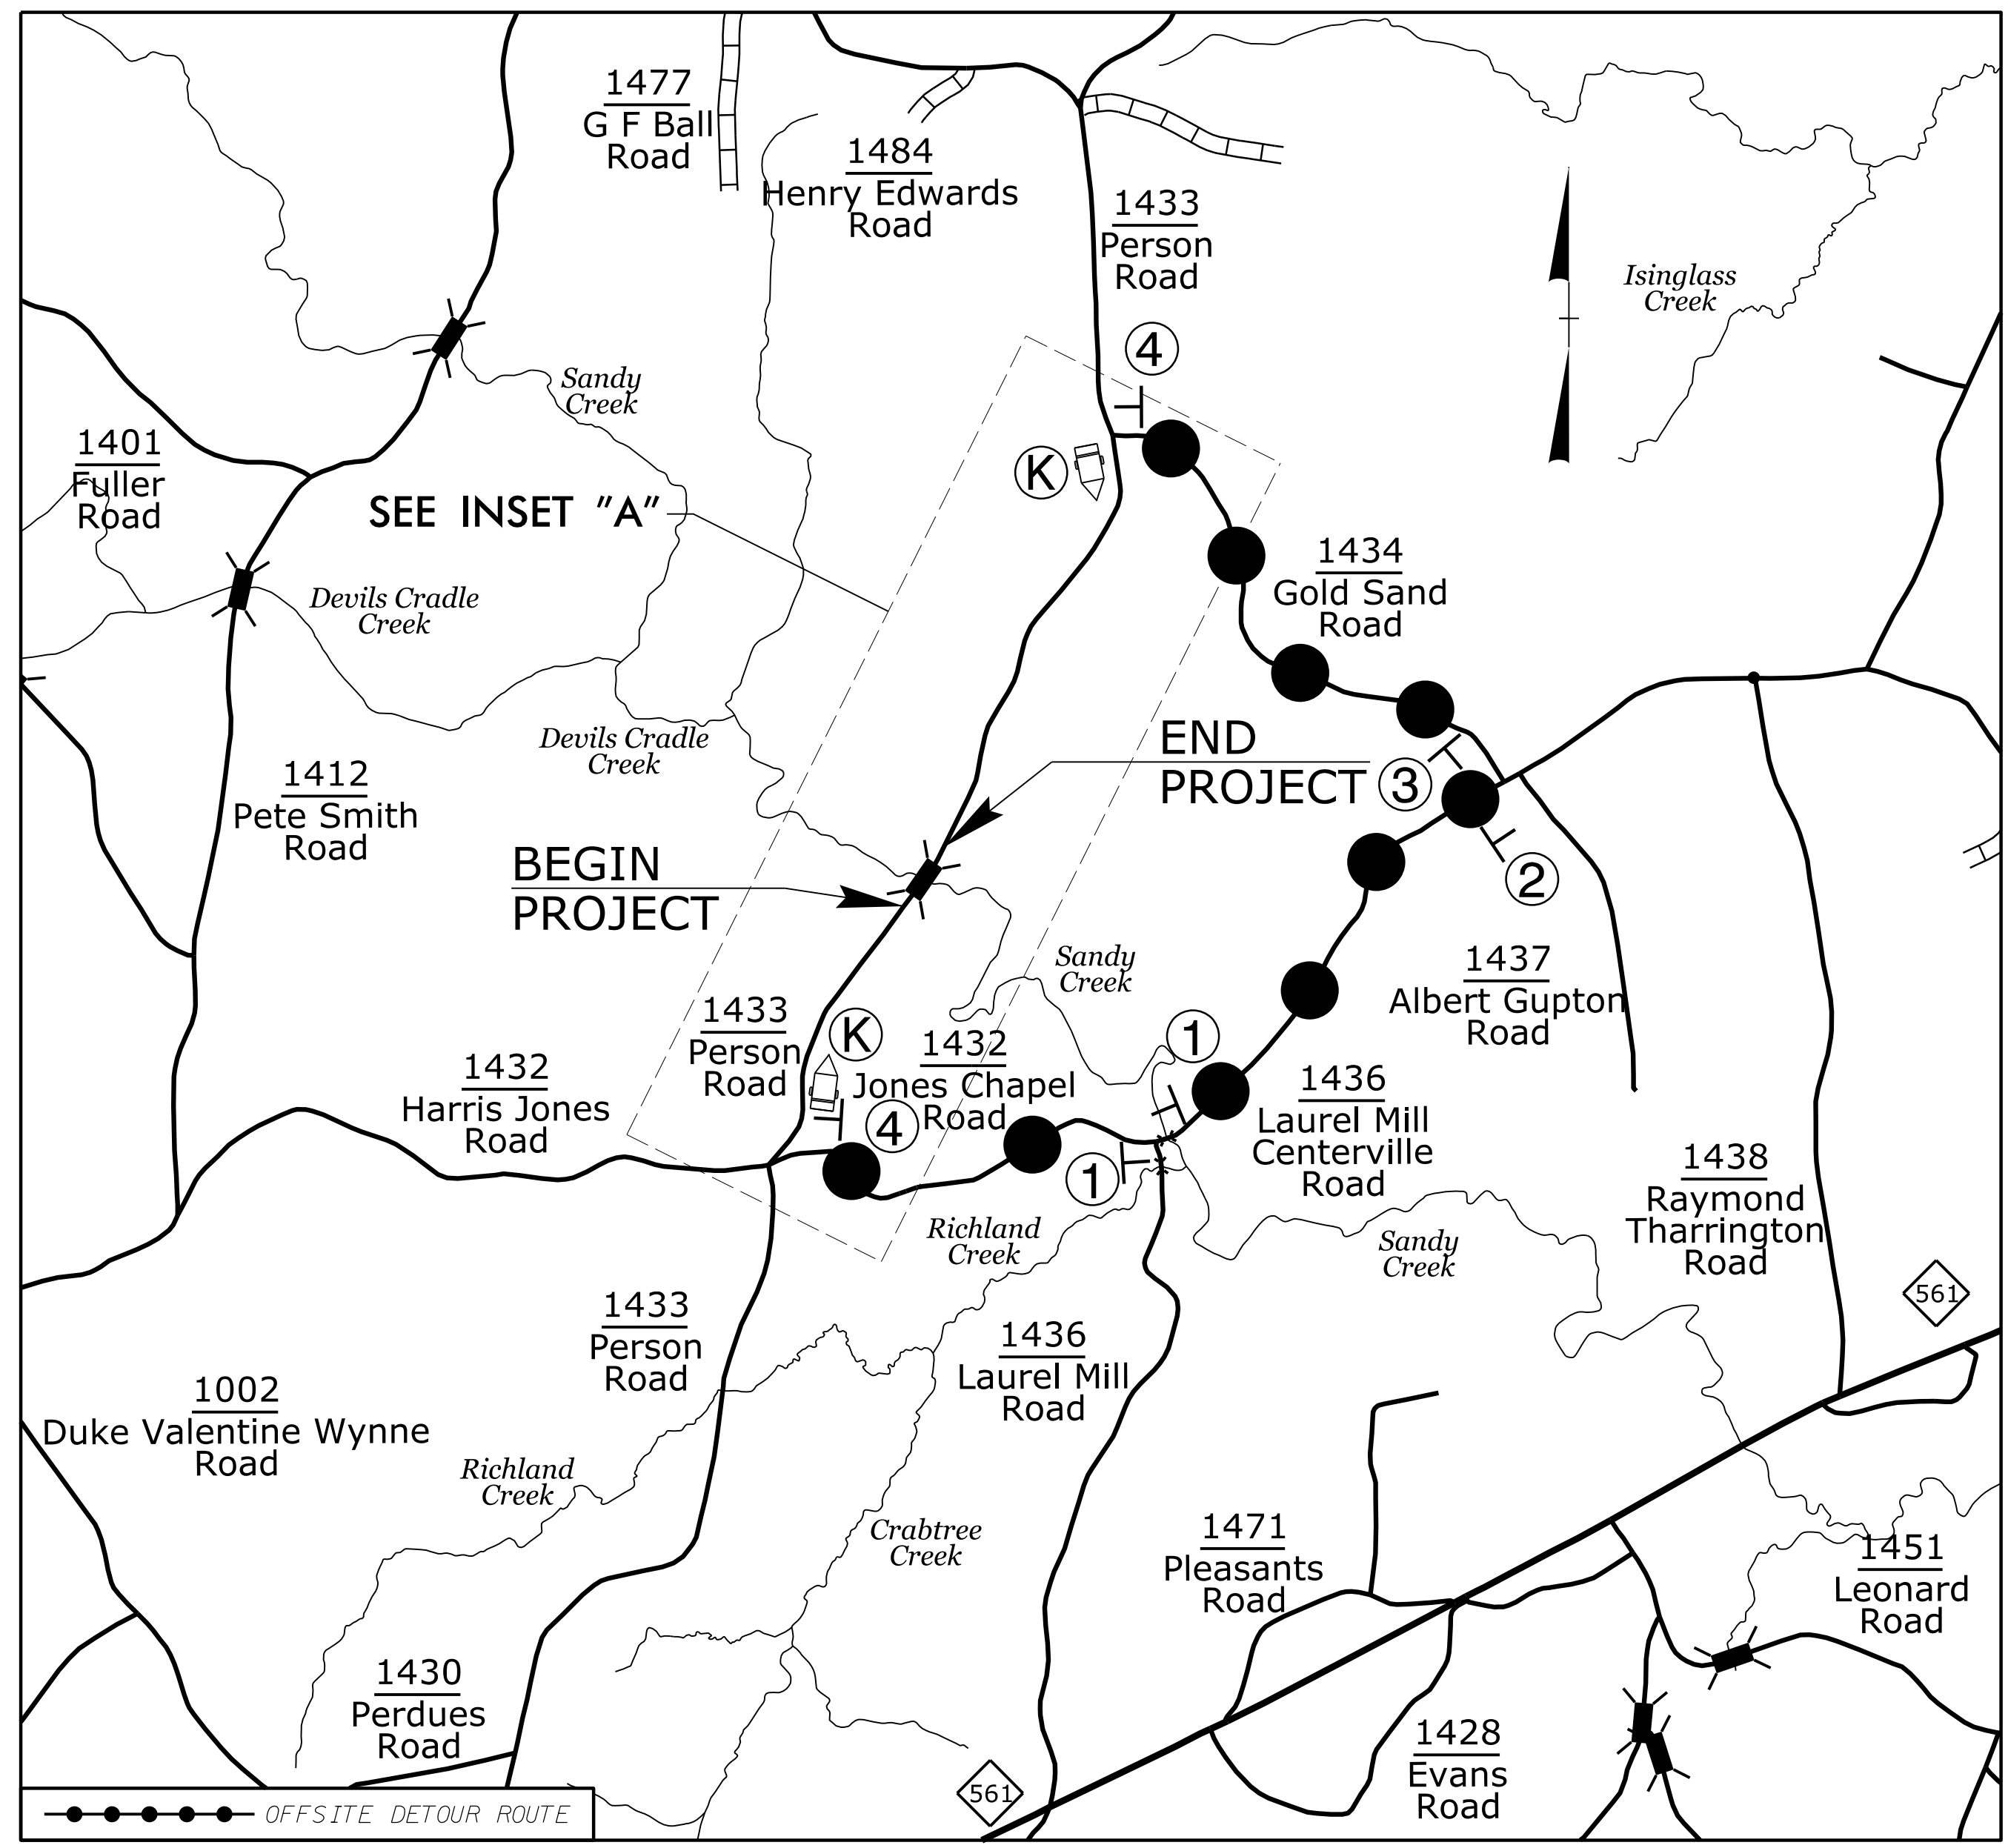 1477
G F Ball
Road
1484
Henry Edwards
Road
1433
Person
Road
Isinglass
Creek
4
Sandy
Creek
1401
Fuller
Road
K
SEE INSET "A"
1434
Gold Sand
Road
Devils Cradle
Creek
Devils Cradle
Creek
END
PROJECT
3
1412
Pete Smith
Road
BEGIN
PROJECT
2
Sandy
Creek
1437
Albert Gupton
Road
1433
Person
Road
K
1432
Jones Chapel
Road
1
1432
Harris Jones
Road
4
1436
Laurel Mill
Centerville
Road
1
1438
Raymond
Tharrington
Road
Richland
Creek
Sandy
Creek
561
1433
Person
Road
1436
Laurel Mill
Road
1002
Duke Valentine Wynne
Road
Richland
Creek
Crabtree
Creek
1471
Pleasants
Road
1451
Leonard
Road
1430
Perdues
Road
1428
Evans
Road
561
OFFSITE DETOUR ROUTE